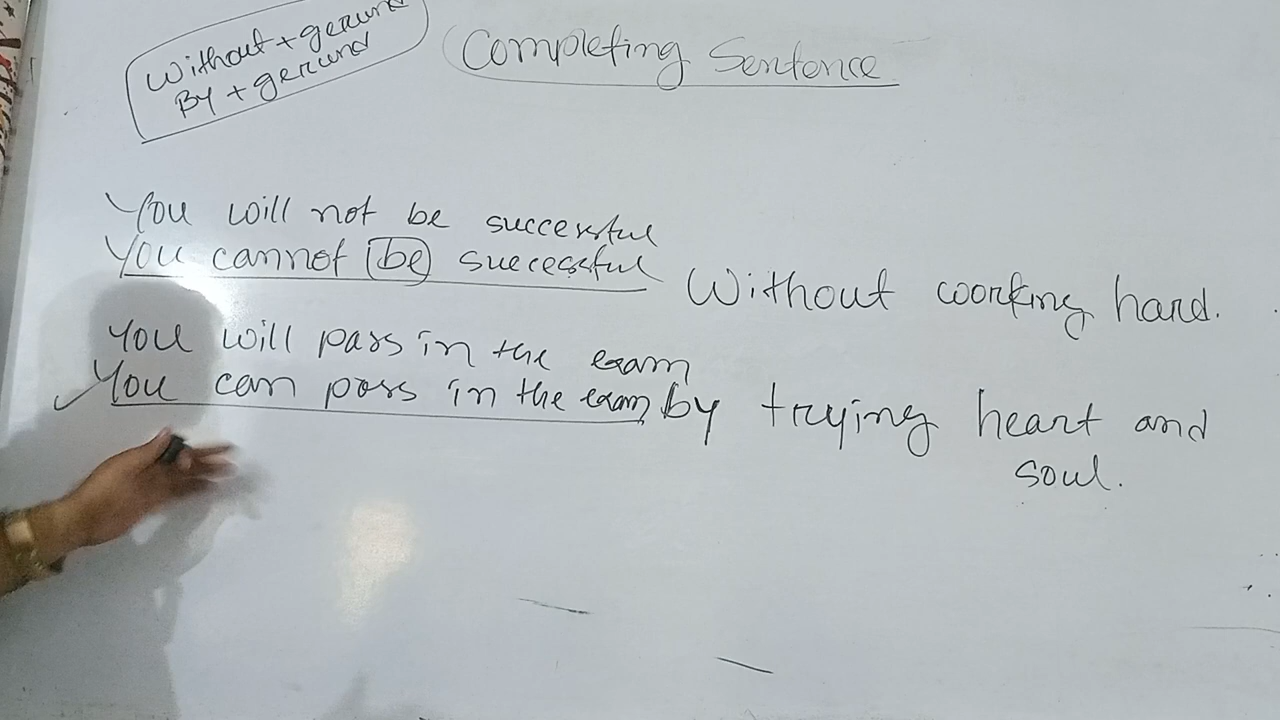 Without + gerund
By + gerund
Completing Sentence
You will not be successful
You cannot be successful Without working hard.
You will pass in the exam
You can pass in the exam by trying heart and
soul.